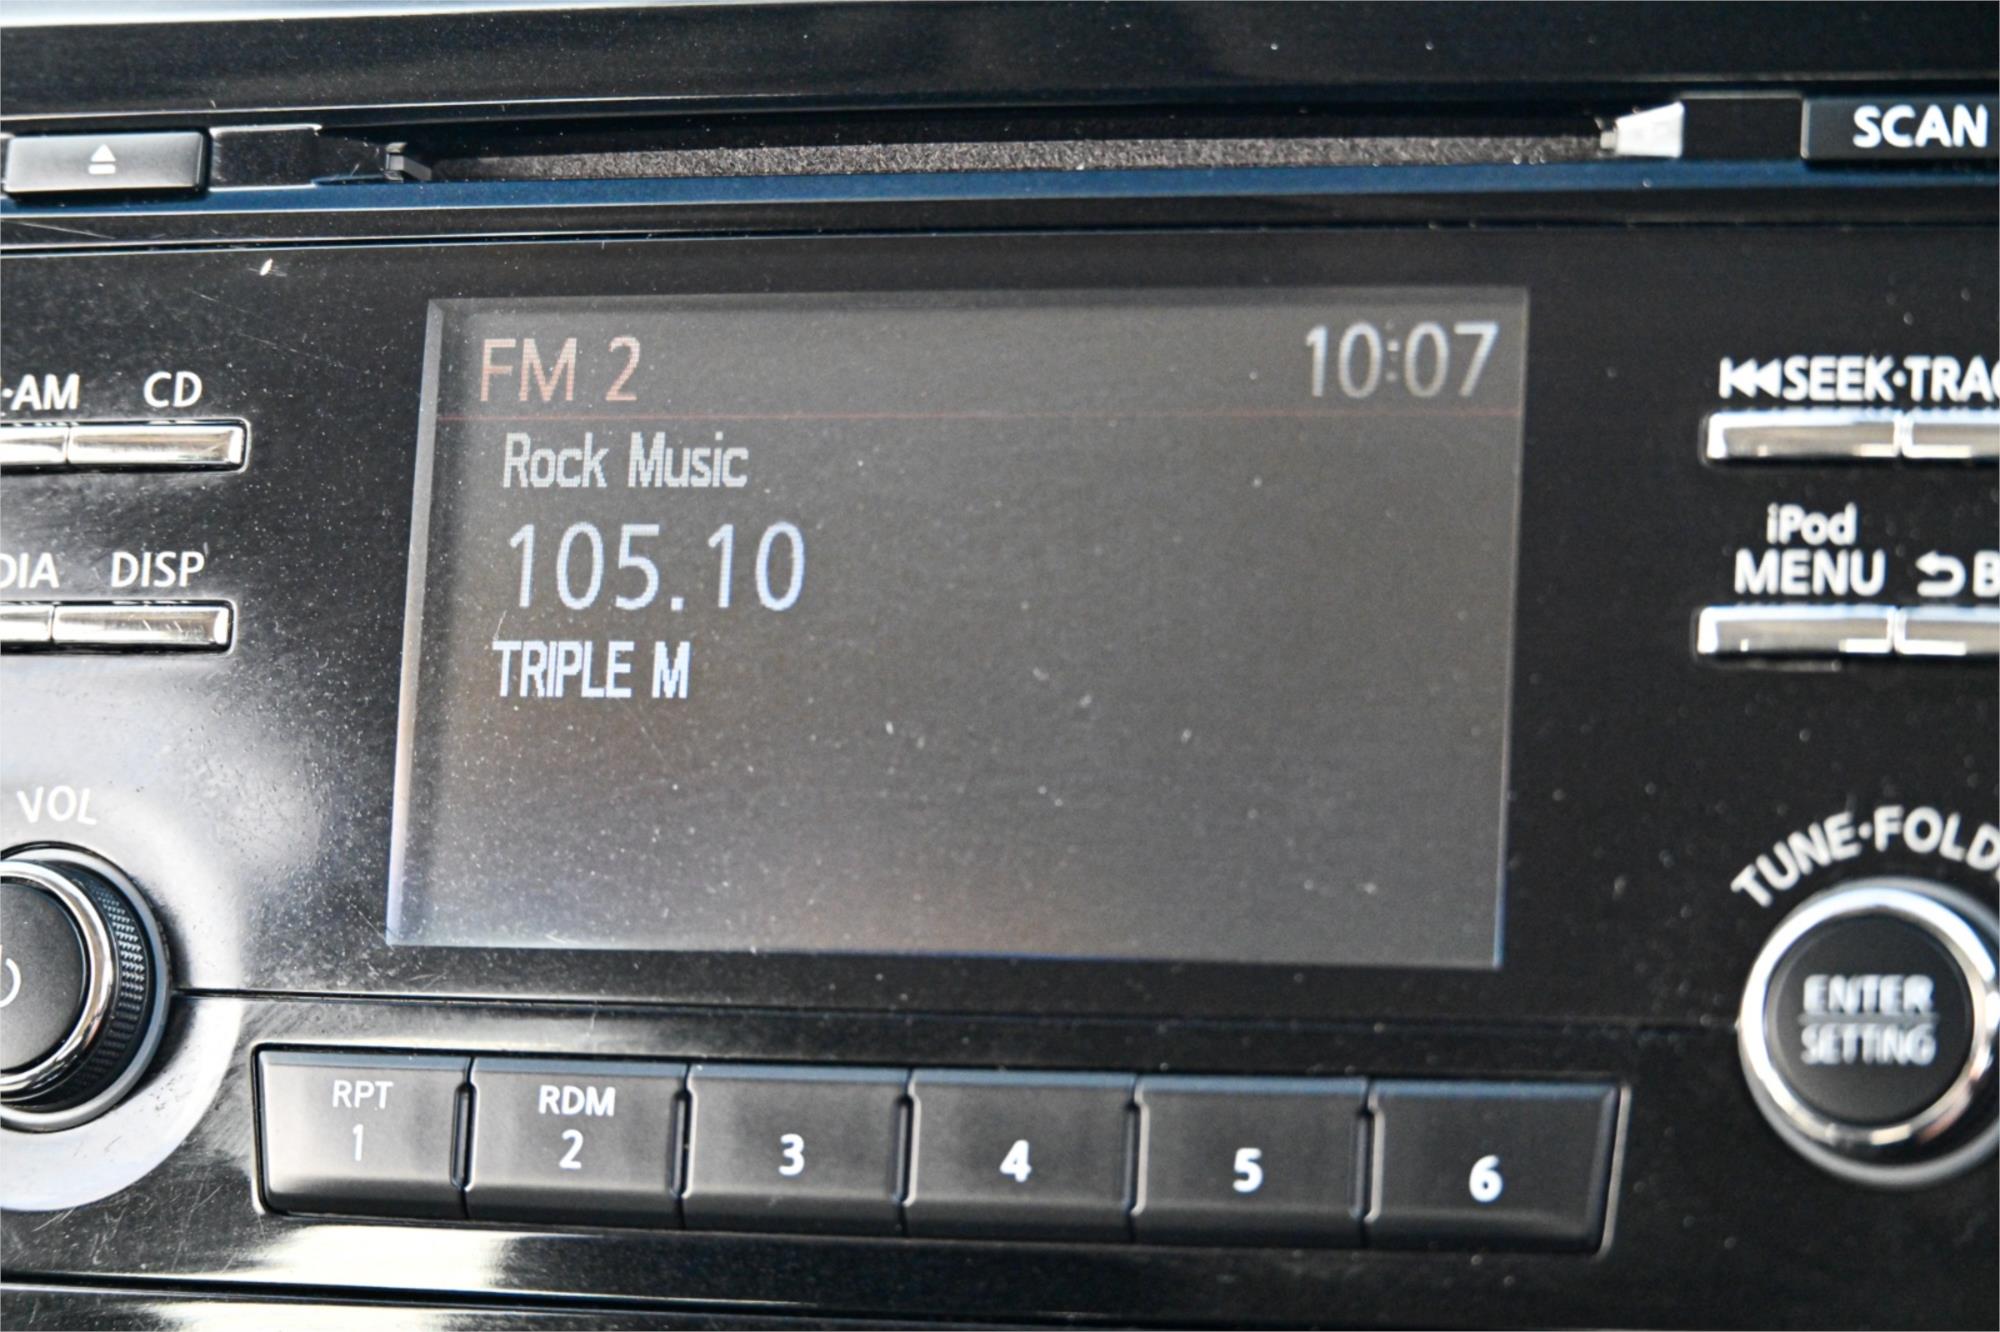 SCAN
FM 2 10:07
·AM CD
SEEK·TRAC
Rock Music
105.10
iPod
DIA DISP
MENU B
TRIPLE M
VOL
TUNE·FOLD
ENTER
SETTING
RPT RDM
1 2 3 4 5 6